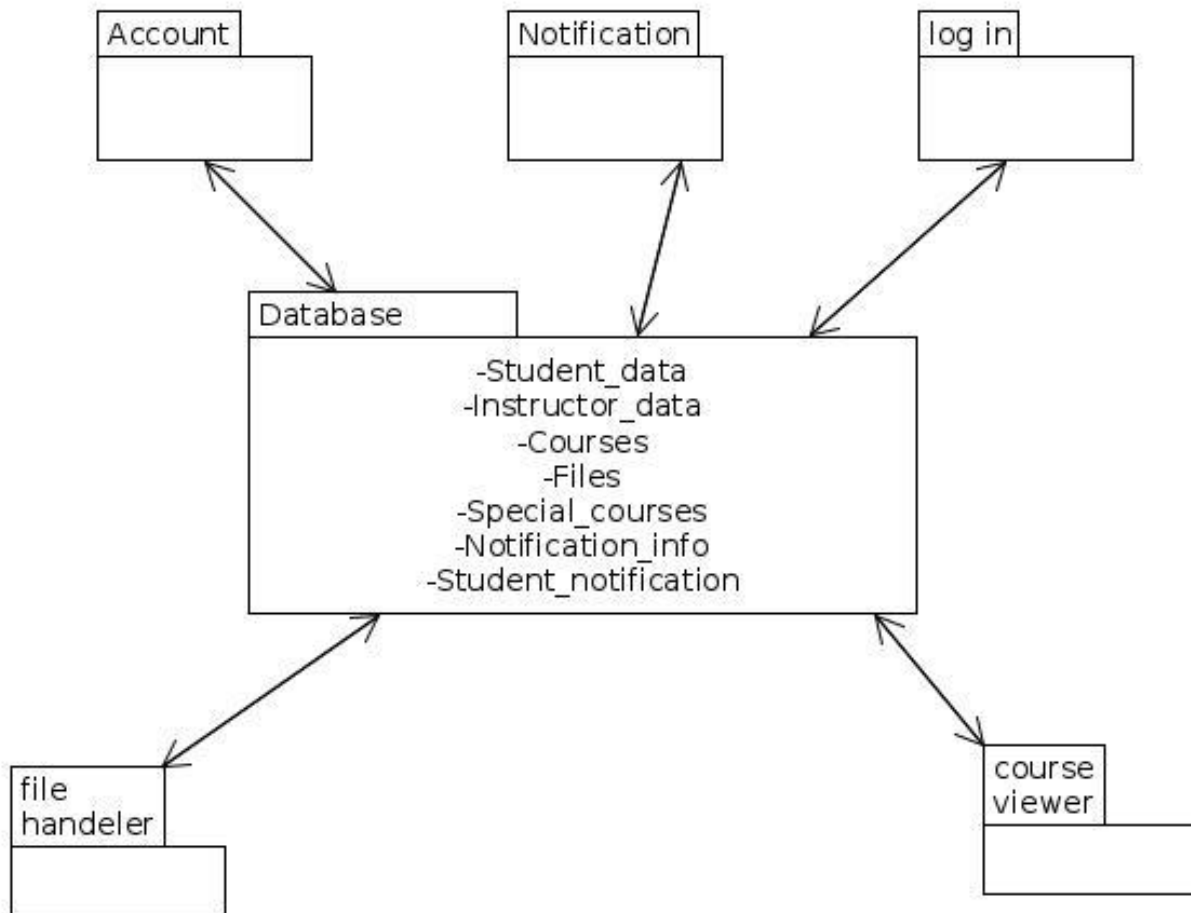 Account
Notification
log in
Database
-Student_data
-Instructor_data
-Courses
-Files
-Special_courses
-Notification_info
-Student_notification
file
handeler
course
viewer